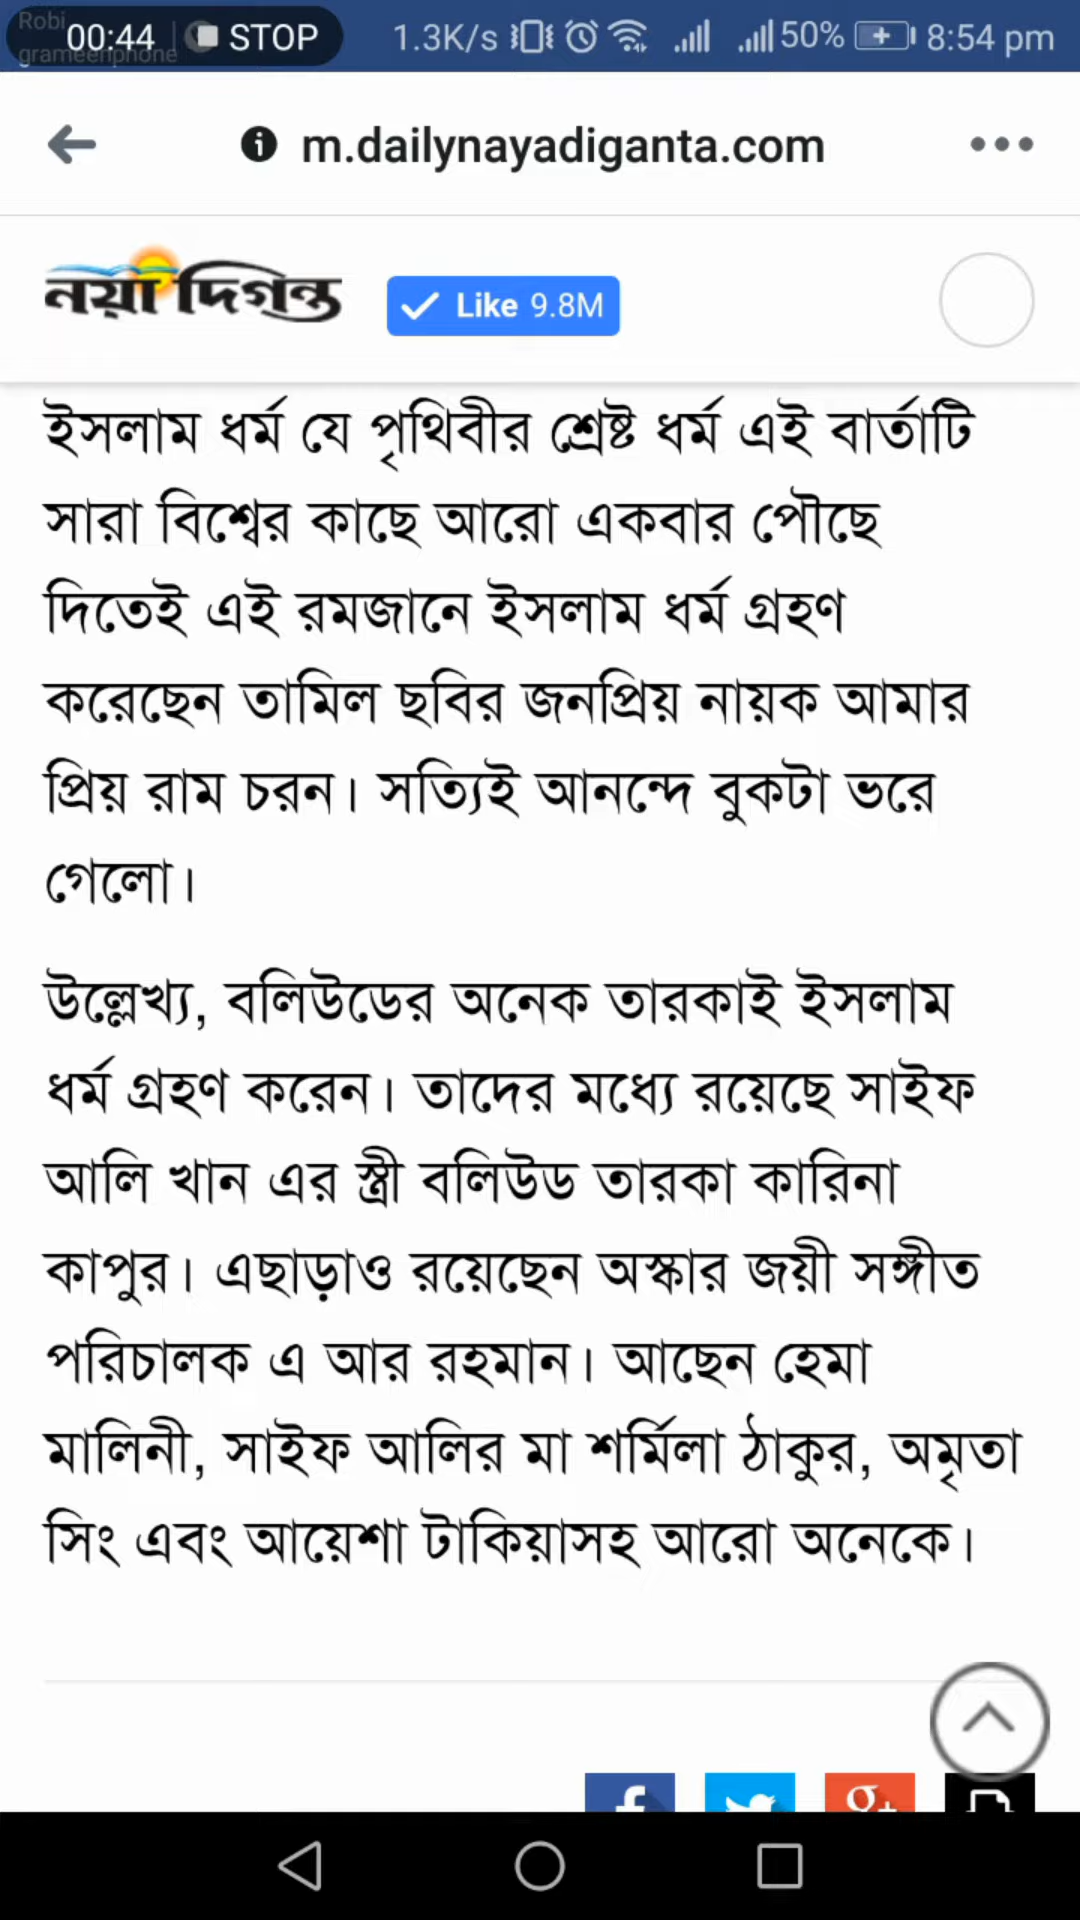 Robi
grameenphone
00:44 STOP 1.3K/s 50% 8:54 pm
m.dailynayadiganta.com
নয়া দিগন্ত Like 9.8M
ইসলাম ধর্ম যে পৃথিবীর শ্রেষ্ট ধর্ম এই বার্তাটি
সারা বিশ্বের কাছে আরো একবার পৌছে
দিতেই এই রমজানে ইসলাম ধর্ম গ্রহণ
করেছেন তামিল ছবির জনপ্রিয় নায়ক আমার
প্রিয় রাম চরন। সত্যিই আনন্দে বুকটা ভরে
গেলো।
উল্লেখ্য, বলিউডের অনেক তারকাই ইসলাম
ধর্ম গ্রহণ করেন। তাদের মধ্যে রয়েছে সাইফ
আলি খান এর স্ত্রী বলিউড তারকা কারিনা
কাপুর। এছাড়াও রয়েছেন অস্কার জয়ী সঙ্গীত
পরিচালক এ আর রহমান। আছেন হেমা
মালিনী, সাইফ আলির মা শর্মিলা ঠাকুর, অমৃতা
সিং এবং আয়েশা টাকিয়াসহ আরো অনেকে।